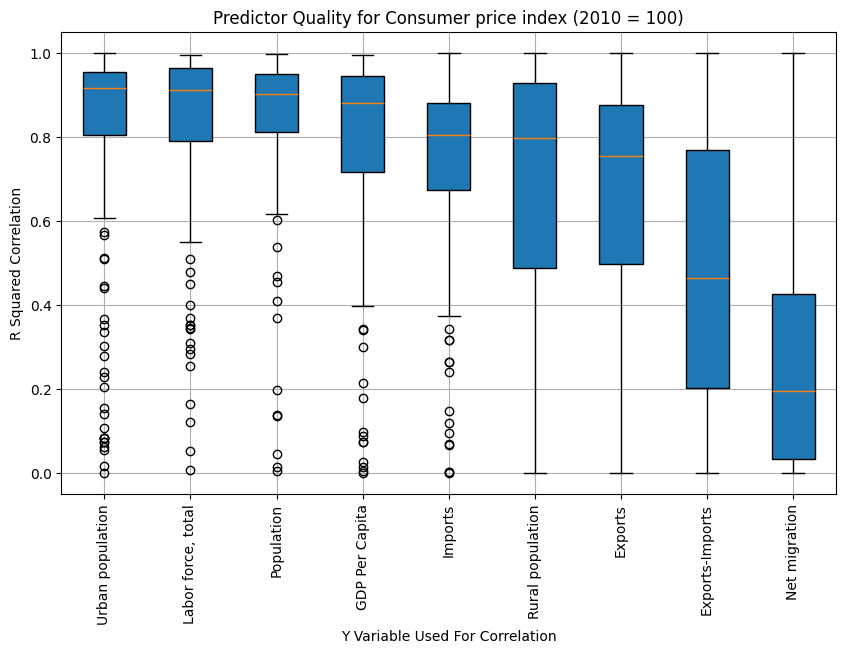 Predictor Quality for Consumer price index (2010 = 100)
R Squared Correlation
1.0
0.8
0.6
0.4
0.2
0.0
Urban population
Labor force, total
Population
GDP Per Capita
Imports
Rural population
Exports
Exports-Imports
Net migration
Y Variable Used For Correlation